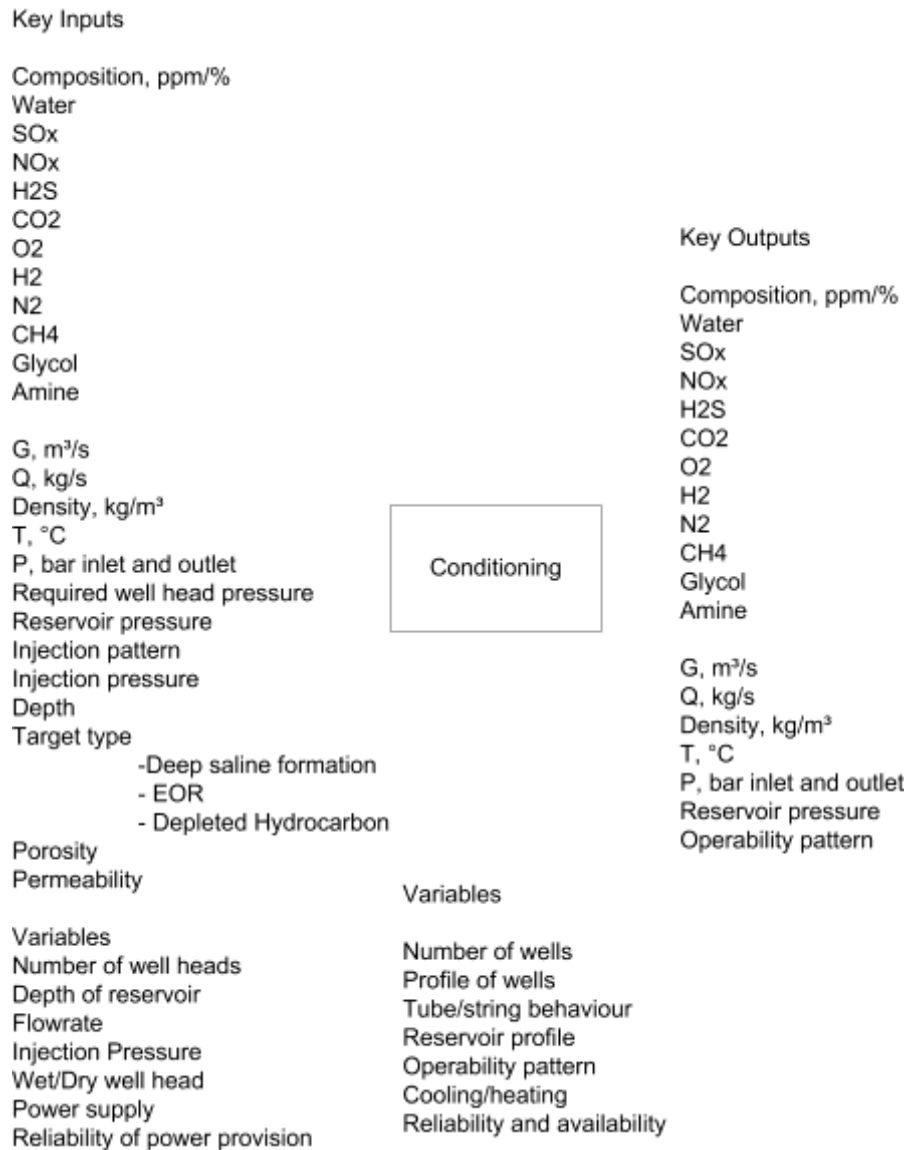 Key Inputs
Composition, ppm/%
Water
SOx
NOx
H2S
CO2
O2
H2
N2
CH4
Glycol
Amine
G, m³/s
Q, kg/s
Density, kg/m³
T, °C
P, bar inlet and outlet
Required well head pressure
Reservoir pressure
Injection pattern
Injection pressure
Depth
Target type
-Deep saline formation
- EOR
- Depleted Hydrocarbon
Porosity
Permeability
Variables
Number of well heads
Depth of reservoir
Flowrate
Injection Pressure
Wet/Dry well head
Power supply
Reliability of power provision
Conditioning
Variables
Number of wells
Profile of wells
Tube/string behaviour
Reservoir profile
Operability pattern
Cooling/heating
Reliability and availability
Key Outputs
Composition, ppm/%
Water
SOx
NOx
H2S
CO2
O2
H2
N2
CH4
Glycol
Amine
G, m³/s
Q, kg/s
Density, kg/m³
T, °C
P, bar inlet and outlet
Reservoir pressure
Operability pattern